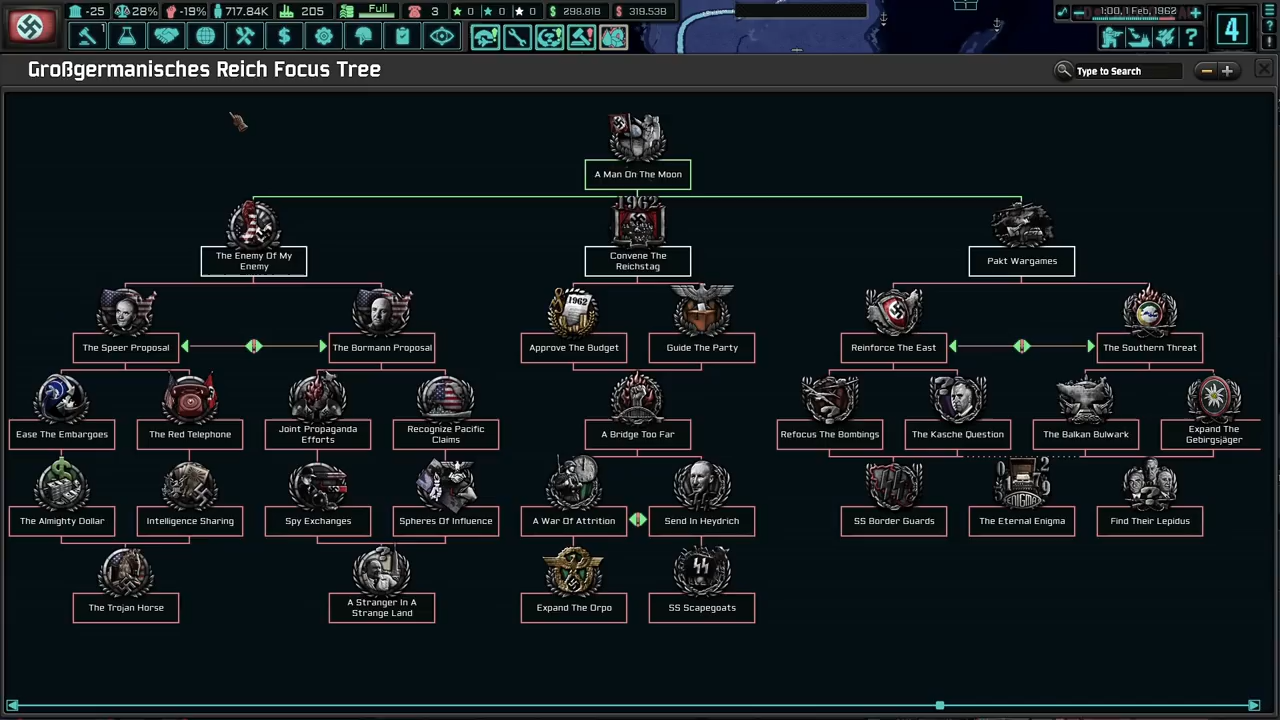 -25 28% -19% 717.84K 205 Full 3 0 0 0 $ 298.81B $ 319.53B 1:00, 1 Feb, 1962
4
Großgermanisches Reich Focus Tree
Type to Search
A Man On The Moon
1962
The Enemy Of My
Enemy
Convene The
Reichstag
Pakt Wargames
1962
The Speer Proposal
The Bormann Proposal
Approve The Budget
Guide The Party
Reinforce The East
The Southern Threat
Ease The Embargoes
The Red Telephone
Joint Propaganda
Efforts
Recognize Pacific
Claims
A Bridge Too Far
Refocus The Bombings
The Kasche Question
The Balkan Bulwark
Expand The
Gebirgsjäger
ENIGMA
The Almighty Dollar
Intelligence Sharing
Spy Exchanges
Spheres Of Influence
A War Of Attrition
Send In Heydrich
SS Border Guards
The Eternal Enigma
Find Their Lepidus
The Trojan Horse
A Stranger In A
Strange Land
Expand The Orpo
SS Scapegoats